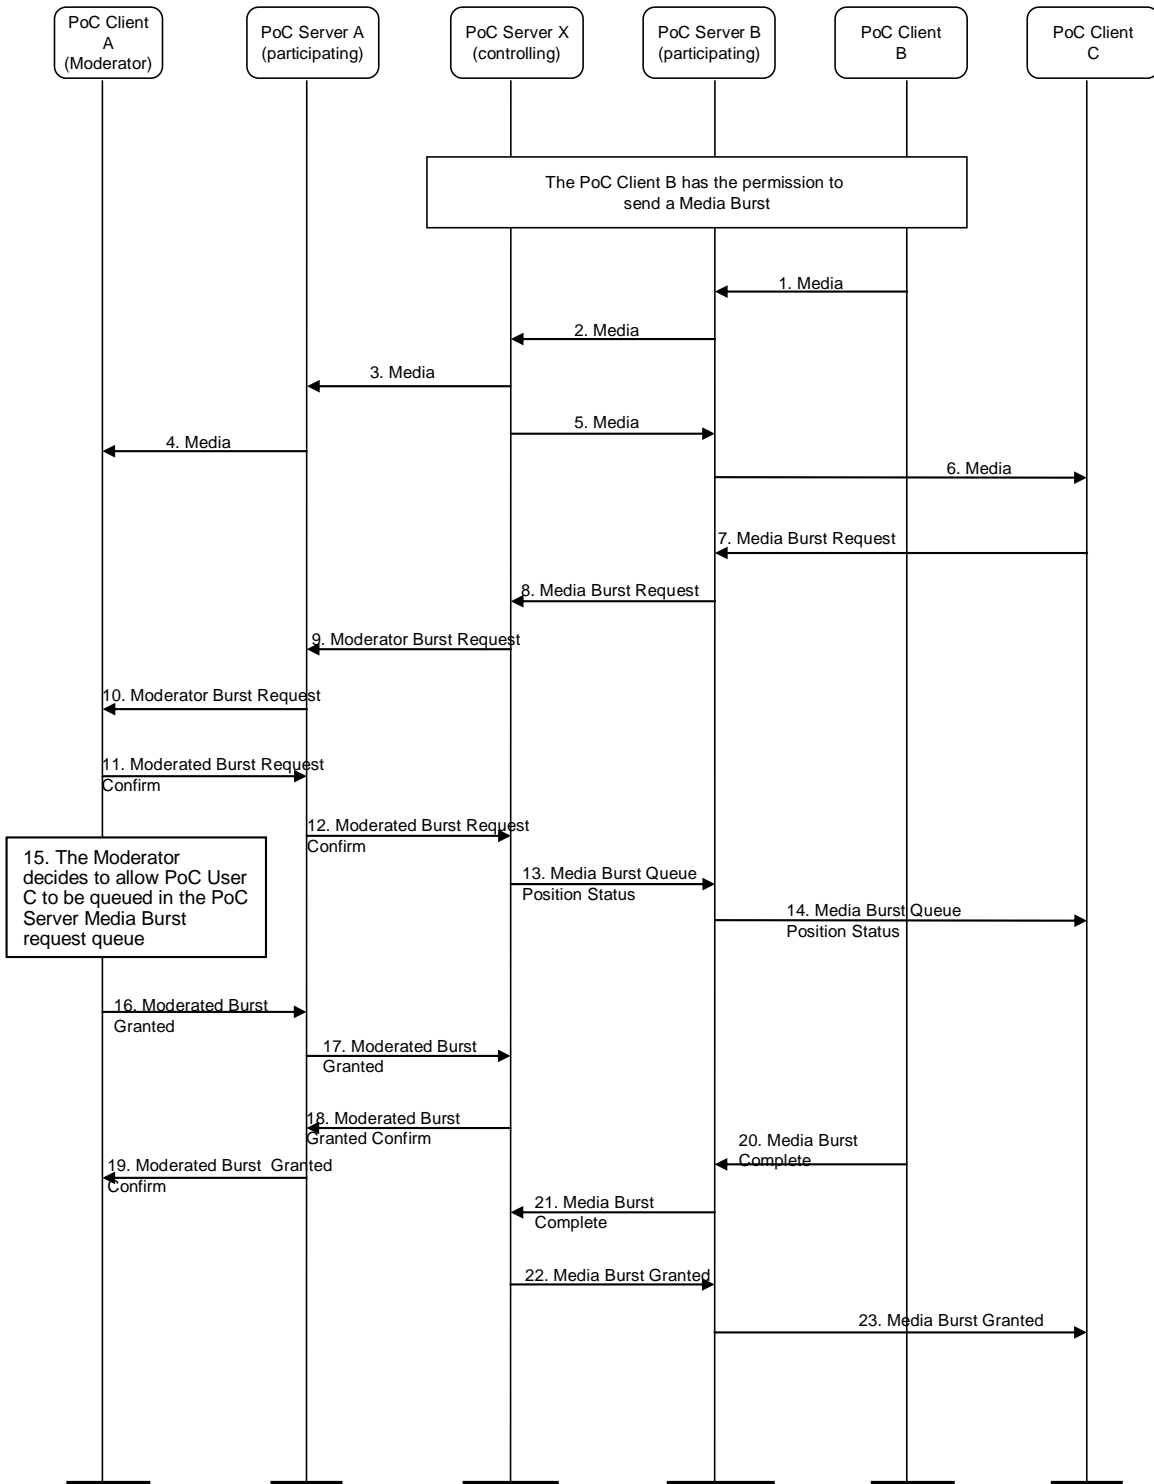 PoC Client
A
(Moderator)
PoC Server A
(participating)
PoC Server X
(controlling)
PoC Server B
(participating)
PoC Client
B
PoC Client
C
The PoC Client B has the permission to
send a Media Burst
1. Media
2. Media
3. Media
5. Media
4. Media
6. Media
7. Media Burst Request
8. Media Burst Request
9. Moderator Burst Request
10. Moderator Burst Request
11. Moderated Burst Request
Confirm
12. Moderated Burst Request
Confirm
15. The Moderator
decides to allow PoC User
C to be queued in the PoC
Server Media Burst
request queue
13. Media Burst Queue
Position Status
14. Media Burst Queue
Position Status
16. Moderated Burst
Granted
17. Moderated Burst
Granted
18. Moderated Burst
Granted Confirm
20. Media Burst
Complete
19. Moderated Burst  Granted
Confirm
21. Media Burst
Complete
22. Media Burst Granted
23. Media Burst Granted